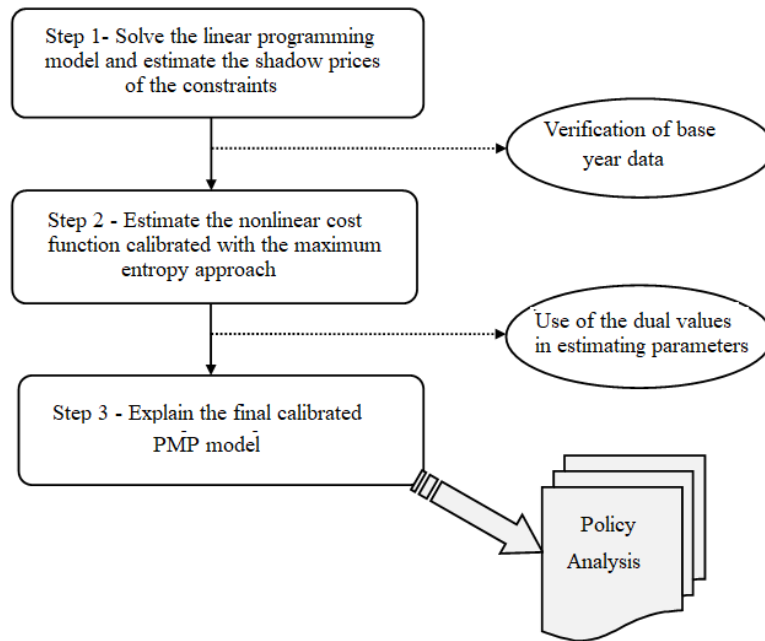 Step 1- Solve the linear programming
model and estimate the shadow prices
of the constraints
Verification of base
year data
Step 2 - Estimate the nonlinear cost
function calibrated with the maximum
entropy approach
Use of the dual values
in estimating parameters
Step 3 - Explain the final calibrated
PMP model
Policy
Analysis